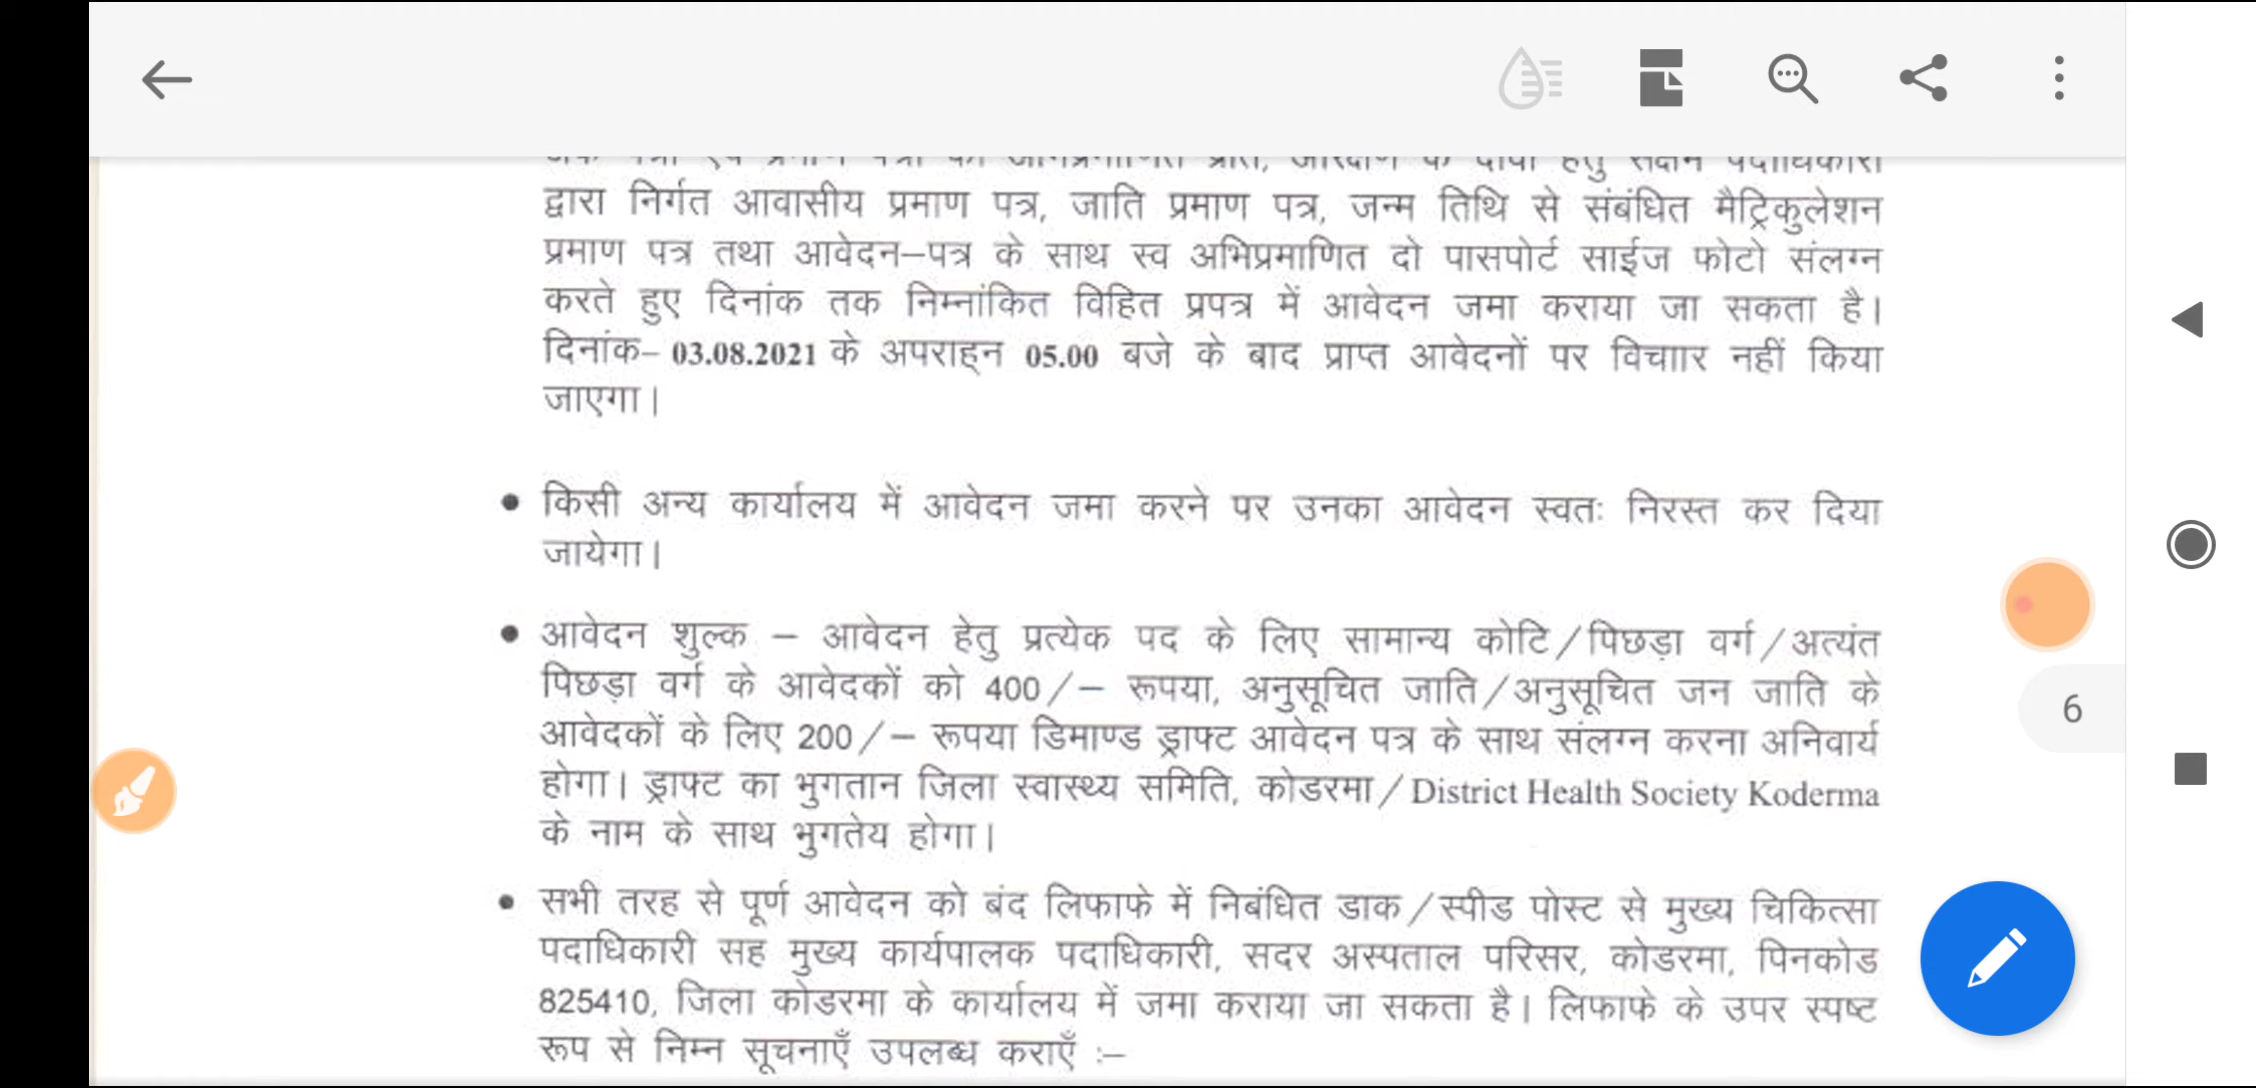 द्वारा निर्गत आवासीय प्रमाण पत्र, जाति प्रमाण पत्र, जन्म तिथि से संबंधित मैट्रिकुलेशन
प्रमाण पत्र तथा आवेदन–पत्र के साथ स्व अभिप्रमाणित दो पासपोर्ट साईज फोटो संलग्न
करते हुए दिनांक तक निम्नांकित विहित प्रपत्र में आवेदन जमा कराया जा सकता है।
दिनांक– 03.08.2021 के अपराह्न 05.00 बजे के बाद प्राप्त आवेदनों पर विचाार नहीं किया
जाएगा।
• किसी अन्य कार्यालय में आवेदन जमा करने पर उनका आवेदन स्वतः निरस्त कर दिया
जायेगा।
• आवेदन शुल्क – आवेदन हेतु प्रत्येक पद के लिए सामान्य कोटि/पिछड़ा वर्ग/अत्यंत
पिछड़ा वर्ग के आवेदकों को 400/– रूपया, अनुसूचित जाति/अनुसूचित जन जाति के
आवेदकों के लिए 200/– रूपया डिमाण्ड ड्राफ्ट आवेदन पत्र के साथ संलग्न करना अनिवार्य
होगा। ड्राफ्ट का भुगतान जिला स्वास्थ्य समिति, कोडरमा/District Health Society Koderma
के नाम के साथ भुगतेय होगा।
6
• सभी तरह से पूर्ण आवेदन को बंद लिफाफे में निबंधित डाक/स्पीड पोस्ट से मुख्य चिकित्सा
पदाधिकारी सह मुख्य कार्यपालक पदाधिकारी, सदर अस्पताल परिसर, कोडरमा, पिनकोड
825410, जिला कोडरमा के कार्यालय में जमा कराया जा सकता है। लिफाफे के उपर स्पष्ट
रूप से निम्न सूचनाएँ उपलब्ध कराएँ :–